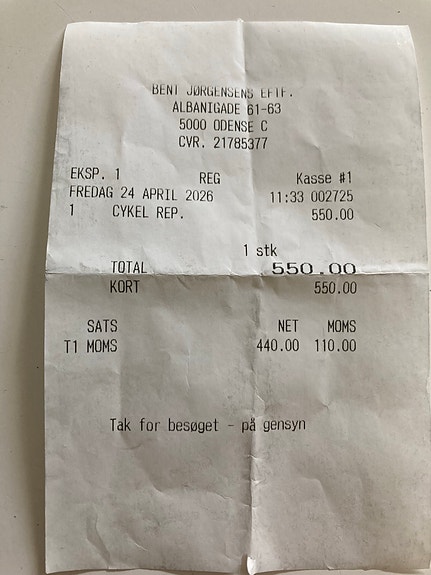 BENT JØRGENSENS EFTF.
ALBANIGADE 61-63
5000 ODENSE C
CVR. 21785377
EKSP. 1 REG Kasse #1
FREDAG 24 APRIL 2026 11:33 002725
1 CYKEL REP. 550.00
1 stk
TOTAL 550.00
KORT 550.00
SATS NET MOMS
T1 MOMS 440.00 110.00
Tak for besøget - på gensyn